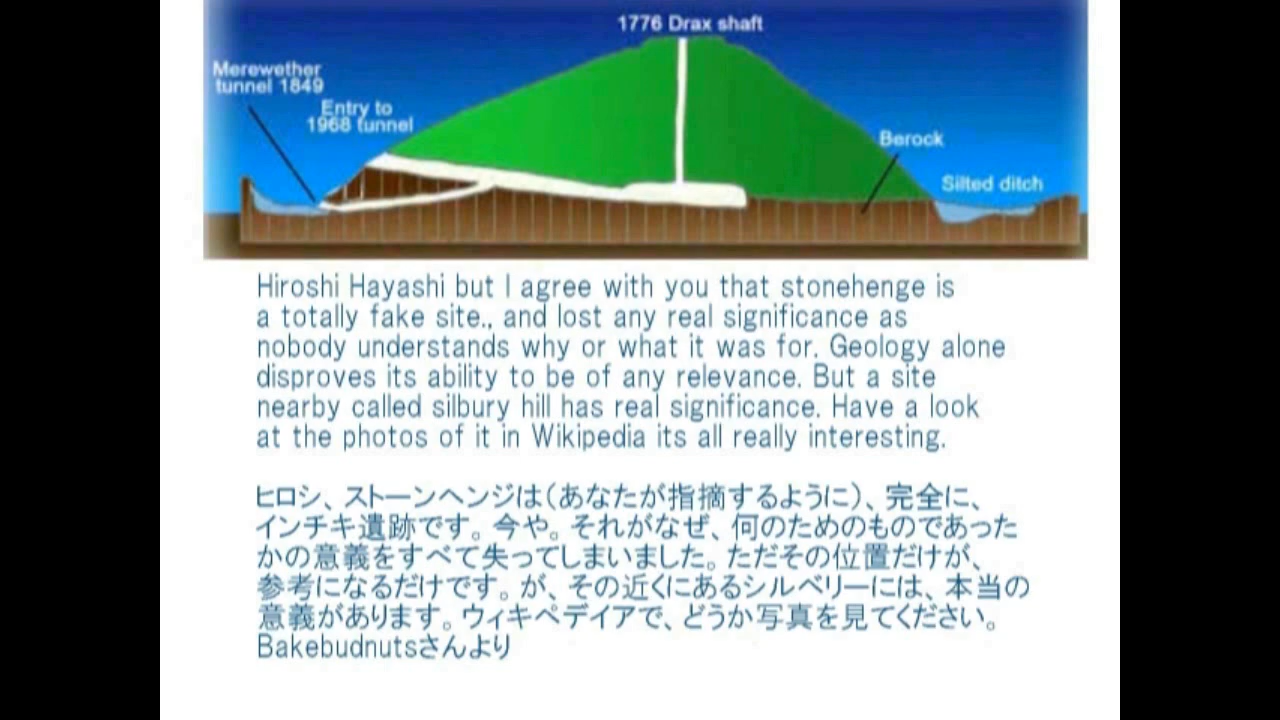 1776 Drax shaft
Merewether
tunnel 1849
Entry to
1968 tunnel
Berock
Silted ditch
Hiroshi Hayashi but I agree with you that stonehenge is
a totally fake site., and lost any real significance as
nobody understands why or what it was for. Geology alone
disproves its ability to be of any relevance. But a site
nearby called silbury hill has real significance. Have a look
at the photos of it in Wikipedia its all really interesting.
ヒロシ、ストーンヘンジは(あなたが指摘するように)、完全に、
インチキ遺跡です。今や。それがなぜ、何のためのものであった
かの意義をすべて失ってしまいました。ただその位置だけが、
参考になるだけです。が、その近くにあるシルベリーには、本当の
意義があります。ウィキペデイアで、どうか写真を見てください。
Bakebudnutsさんより